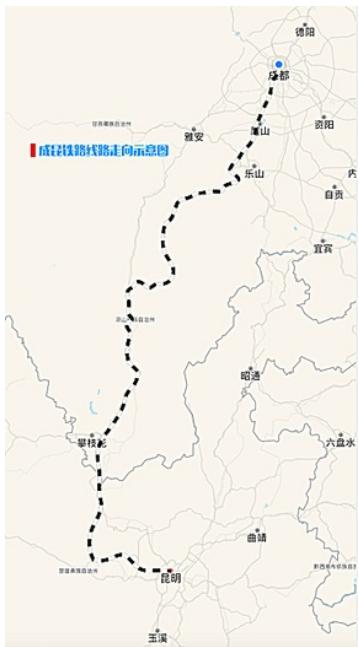 德阳
成都
甘孜藏族自治州
眉山
资阳
雅安
成昆铁路线路走向示意图
乐山
内
自贡
宜宾
凉山彝族自治州
昭通
攀枝花
六盘水
曲靖
楚雄彝族自治州
昆明
玉溪